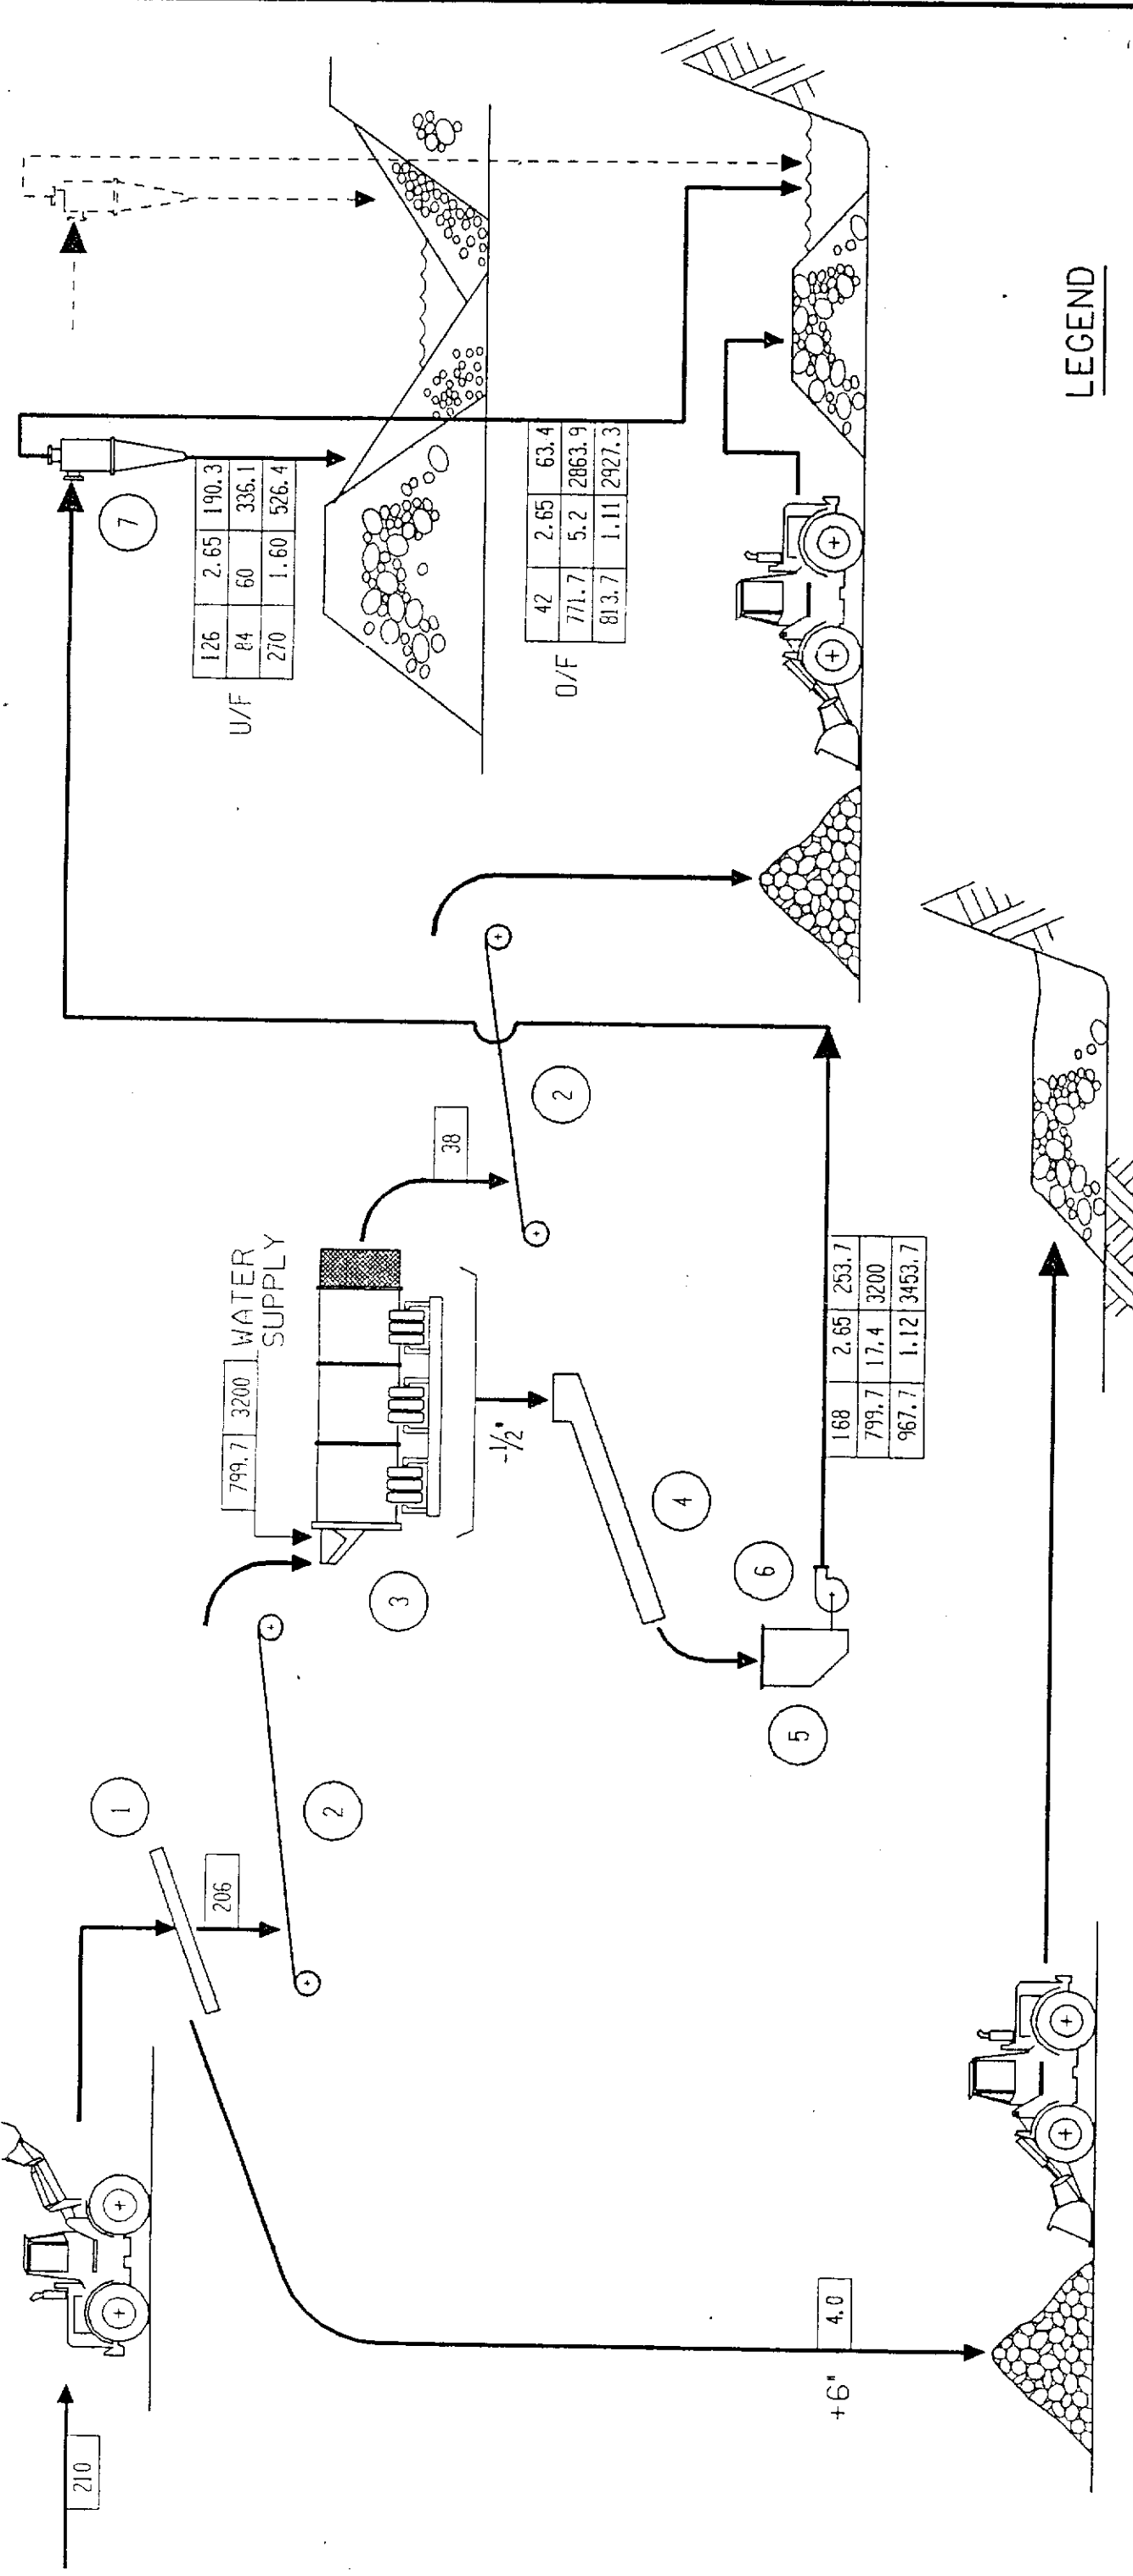 210
1
206
2
+6" 4.0
799.7 3200 WATER
SUPPLY
3
38
2
-1/2"
4
5
6
168 2.65 253.7
799.7 17.4 3200
967.7 1.12 3453.7
7
U/F
126 2.65 190.3
84 60 336.1
270 1.60 526.4
O/F
42 2.65 63.4
771.7 5.2 2863.9
813.7 1.11 2927.3
LEGEND